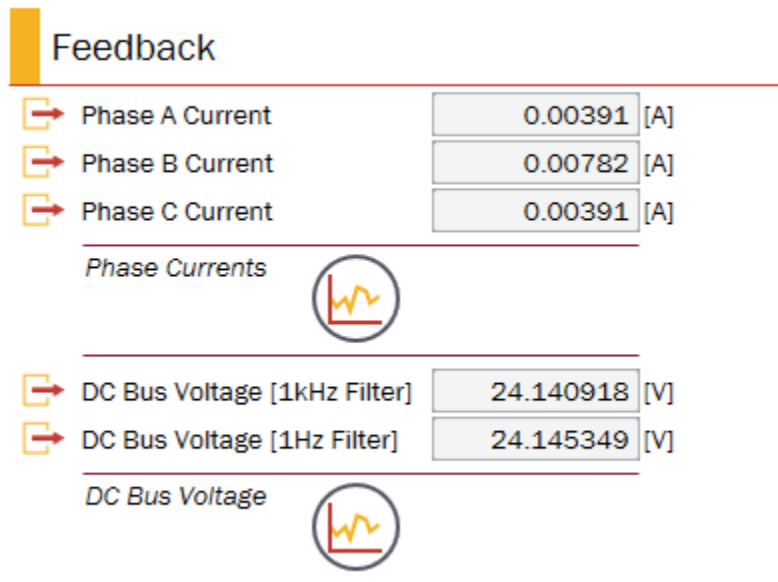 Feedback
Phase A Current 0.00391 [A]
Phase B Current 0.00782 [A]
Phase C Current 0.00391 [A]
Phase Currents
DC Bus Voltage [1kHz Filter] 24.140918 [V]
DC Bus Voltage [1Hz Filter] 24.145349 [V]
DC Bus Voltage